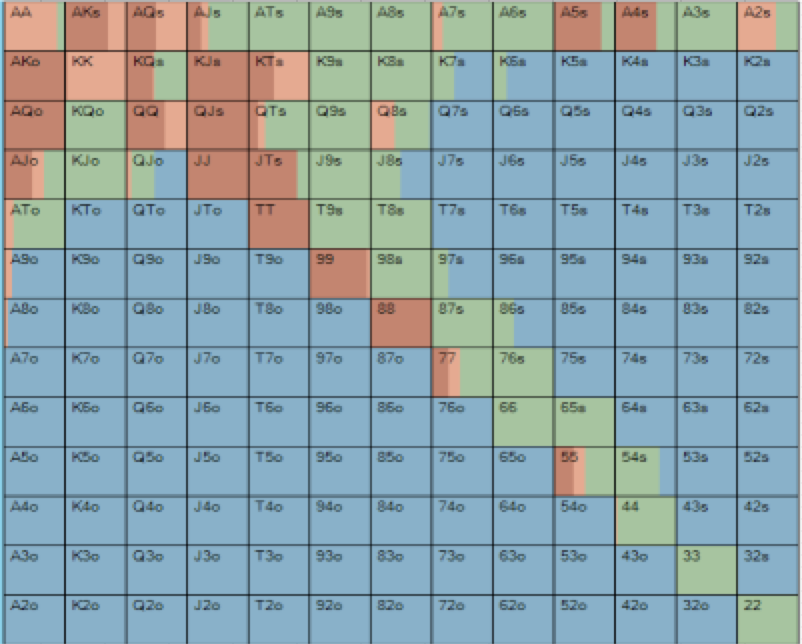 AA AKs AQs AJs ATs A9s A8s A7s A6s A5s A4s A3s A2s
AKo KK KQs KJs KTs K9s K8s K7s K6s K5s K4s K3s K2s
AQo KQo QQ QJs QTs Q9s Q8s Q7s Q6s Q5s Q4s Q3s Q2s
AJo KJo QJo JJ JTs J9s J8s J7s J6s J5s J4s J3s J2s
ATo KTo QTo JTo TT T9s T8s T7s T6s T5s T4s T3s T2s
A9o K9o Q9o J9o T9o 99 98s 97s 96s 95s 94s 93s 92s
A8o K8o Q8o J8o T8o 98o 88 87s 86s 85s 84s 83s 82s
A7o K7o Q7o J7o T7o 97o 87o 77 76s 75s 74s 73s 72s
A6o K6o Q6o J6o T6o 96o 86o 76o 66 65s 64s 63s 62s
A5o K5o Q5o J5o T5o 95o 85o 75o 65o 55 54s 53s 52s
A4o K4o Q4o J4o T4o 94o 84o 74o 64o 54o 44 43s 42s
A3o K3o Q3o J3o T3o 93o 83o 73o 63o 53o 43o 33 32s
A2o K2o Q2o J2o T2o 92o 82o 72o 62o 52o 42o 32o 22